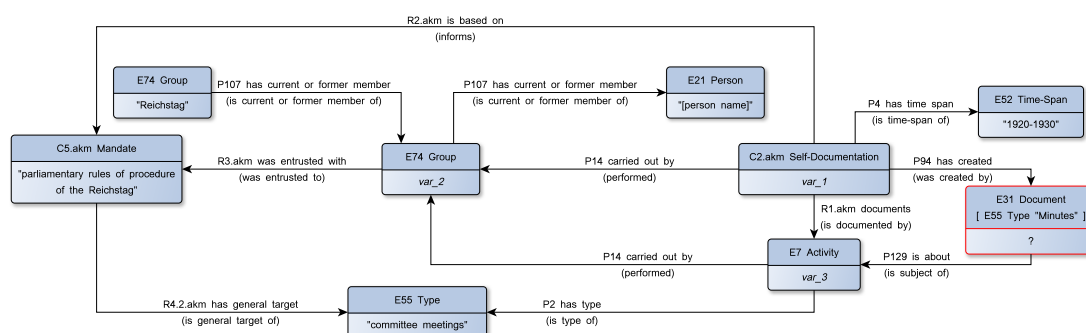 R2.akm is based on
(informs)
E74 Group
"Reichstag"
P107 has current or former member
(is current or former member of)
P107 has current or former member
(is current or former member of)
E21 Person
"[person name]"
P4 has time span
(is time-span of)
E52 Time-Span
"1920-1930"
C5.akm Mandate
"parliamentary rules of procedure
of the Reichstag"
R3.akm was entrusted with
(was entrusted to)
E74 Group
var_2
P14 carried out by
(performed)
C2.akm Self-Documentation
var_1
P94 has created
(was created by)
R1.akm documents
(is documented by)
E31 Document
[ E55 Type "Minutes" ]
?
P14 carried out by
(performed)
E7 Activity
var_3
P129 is about
(is subject of)
R4.2.akm has general target
(is general target of)
E55 Type
"committee meetings"
P2 has type
(is type of)